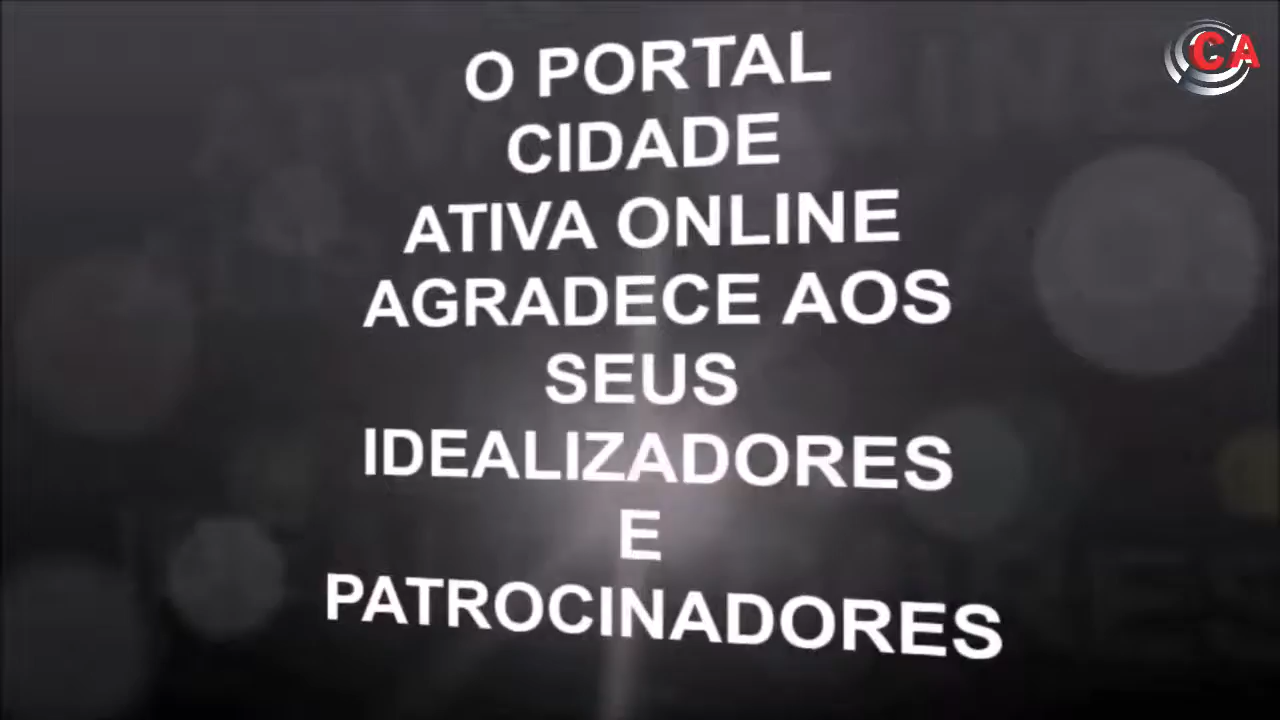 CA
O PORTAL
CIDADE
ATIVA ONLINE
AGRADECE AOS
SEUS
IDEALIZADORES
E
PATROCINADORES